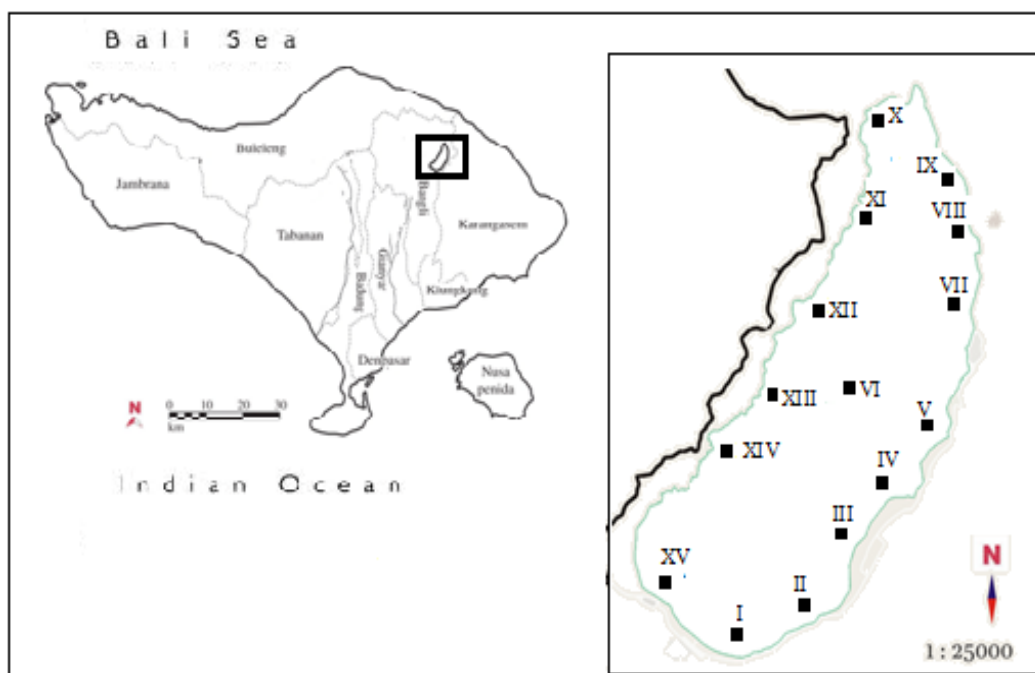 Bali Sea
Buleleng
Jambrana
Tabanan
Bangli
Karangasem
Gianyar
Badung
Klungkung
Denpasar
Nusa
penida
N
0 10 20 30
km
Indian Ocean
X
IX
XI
VIII
VII
XII
VI
XIII
V
XIV
IV
III
XV
II
I
N
1 : 25000